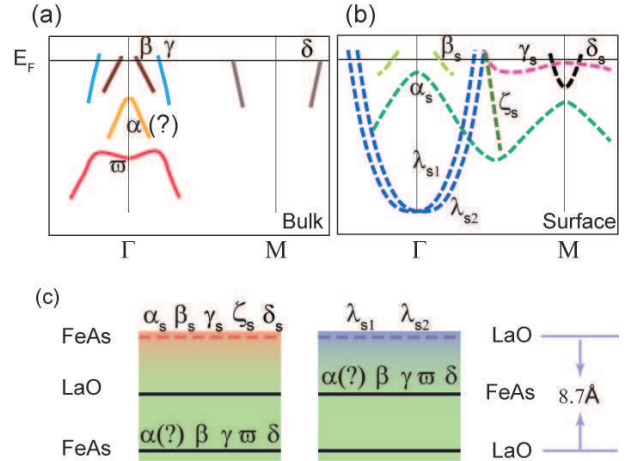 (a)
β γ δ
E_F
α (?)
ϖ
Bulk
Γ M
(b)
β_s γ_s δ_s
α_s
ζ_s
λ_s1
λ_s2
Surface
Γ M
(c)
α_s β_s γ_s ζ_s δ_s
FeAs
LaO
α(?) β γ ϖ δ
FeAs
λ_s1 λ_s2
α(?) β γ ϖ δ
LaO
FeAs 8.7Å
LaO